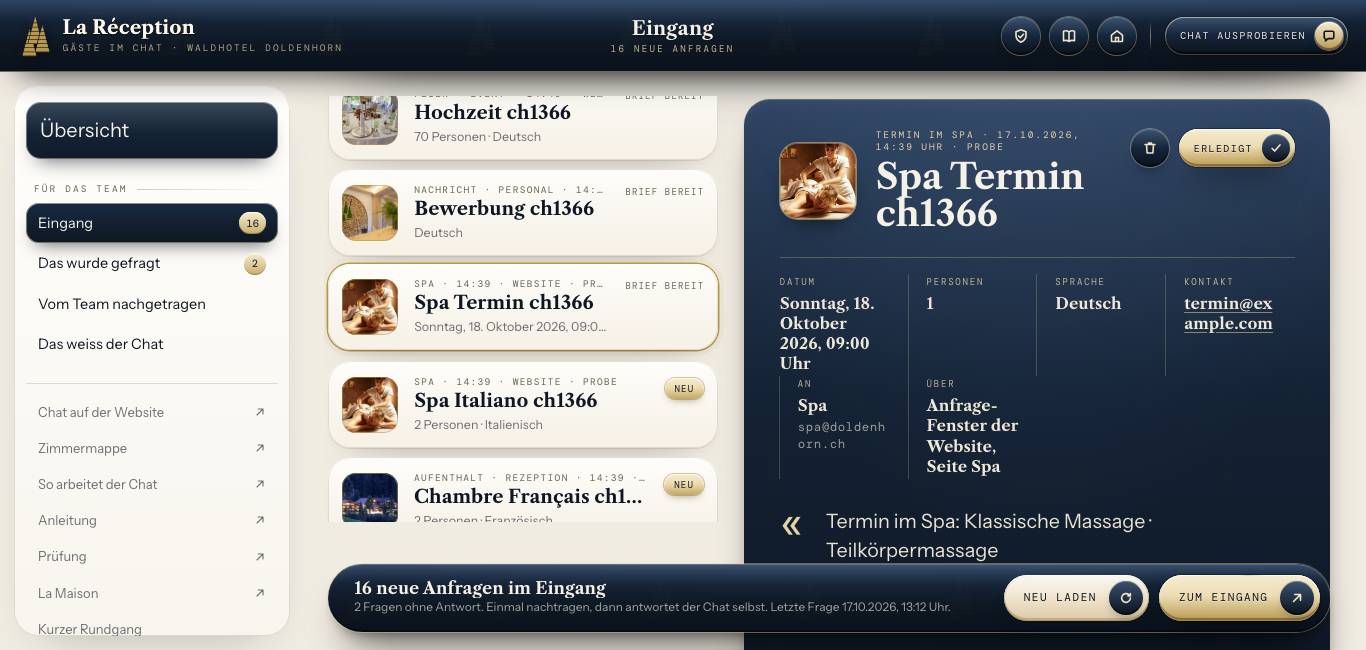 La Réception
GÄSTE IM CHAT · WALDHOTEL DOLDENHORN
Eingang
16 NEUE ANFRAGEN
CHAT AUSPROBIEREN
Übersicht
FÜR DAS TEAM
Eingang 16
Das wurde gefragt 2
Vom Team nachgetragen
Das weiss der Chat
Chat auf der Website
Zimmermappe
So arbeitet der Chat
Anleitung
Prüfung
La Maison
Kurzer Rundgang
BRIEF BEREIT
Hochzeit ch1366
70 Personen · Deutsch
NACHRICHT · PERSONAL · 14:… BRIEF BEREIT
Bewerbung ch1366
Deutsch
SPA · 14:39 · WEBSITE · PR… BRIEF BEREIT
Spa Termin ch1366
Sonntag, 18. Oktober 2026, 09:0…
SPA · 14:39 · WEBSITE · PROBE NEU
Spa Italiano ch1366
2 Personen · Italienisch
AUFENTHALT · REZEPTION · 14:39 ·… NEU
Chambre Français ch1…
2 Personen · Französisch
TERMIN IM SPA · 17.10.2026,
14:39 UHR · PROBE
ERLEDIGT
Spa Termin
ch1366
DATUM
Sonntag, 18.
Oktober
2026, 09:00
Uhr
PERSONEN
1
SPRACHE
Deutsch
KONTAKT
termin@ex
ample.com
AN
Spa
spa@doldenh
orn.ch
ÜBER
Anfrage-
Fenster der
Website,
Seite Spa
« Termin im Spa: Klassische Massage ·
Teilkörpermassage
16 neue Anfragen im Eingang
2 Fragen ohne Antwort. Einmal nachtragen, dann antwortet der Chat selbst. Letzte Frage 17.10.2026, 13:12 Uhr.
NEU LADEN
ZUM EINGANG